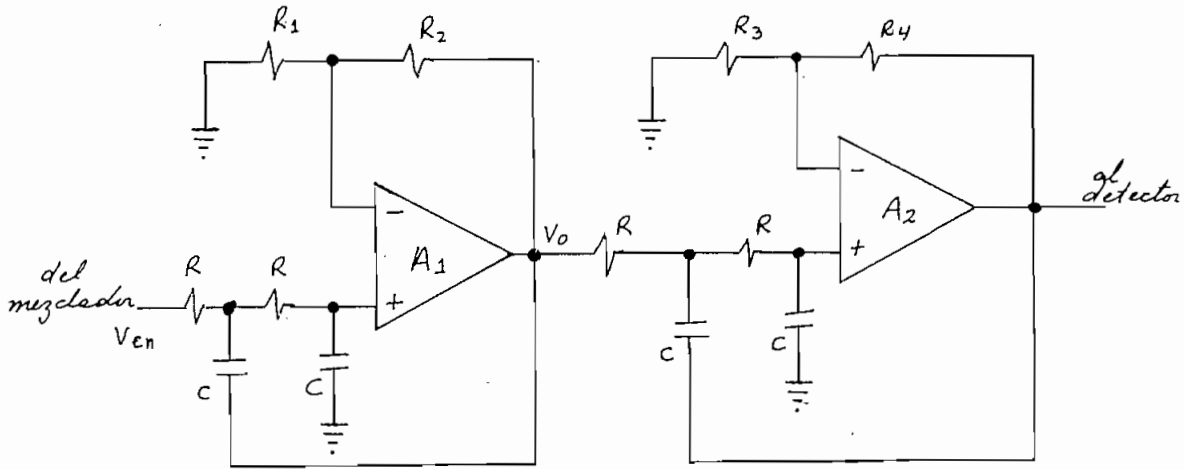 R1
R2
R3
R4
del
mezclador
Ven
R
R
C
C
-
+
A1
Vo
R
R
C
C
-
+
A2
al
detector